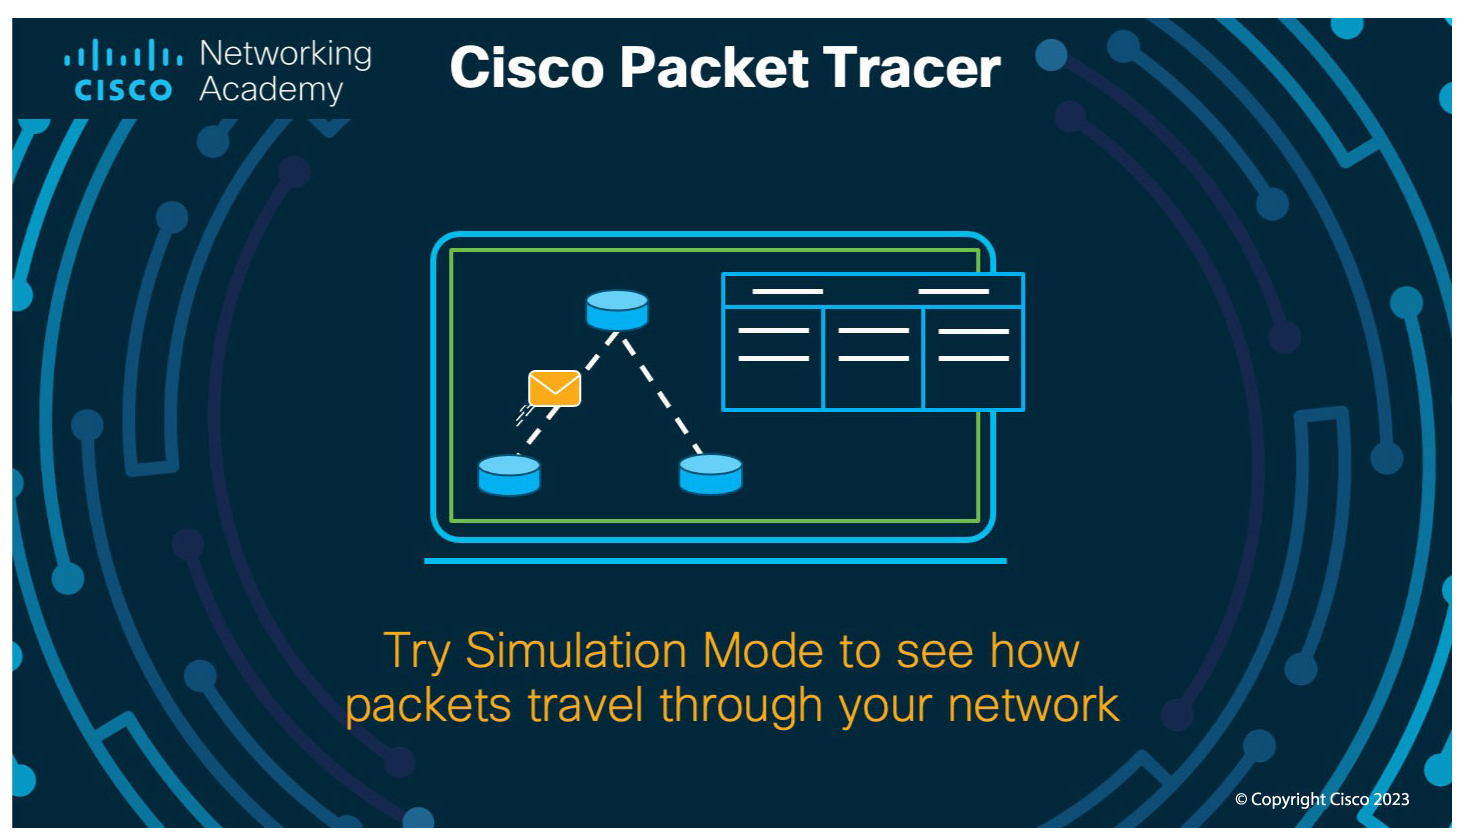 Networking
CISCO Academy
Cisco Packet Tracer
Try Simulation Mode to see how
packets travel through your network
© Copyright Cisco 2023